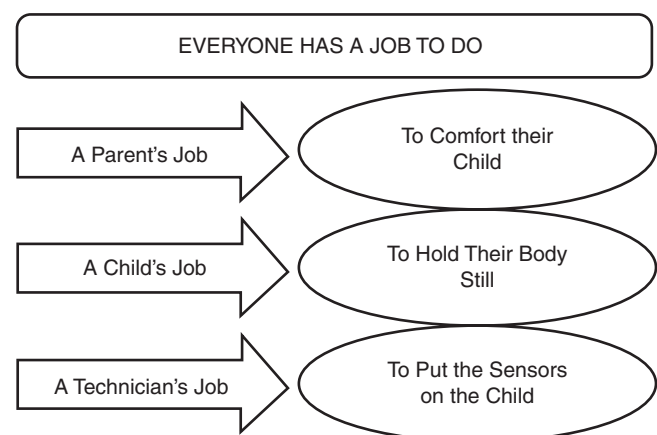 EVERYONE HAS A JOB TO DO
A Parent's Job
To Comfort their
Child
A Child's Job
To Hold Their Body
Still
A Technician's Job
To Put the Sensors
on the Child